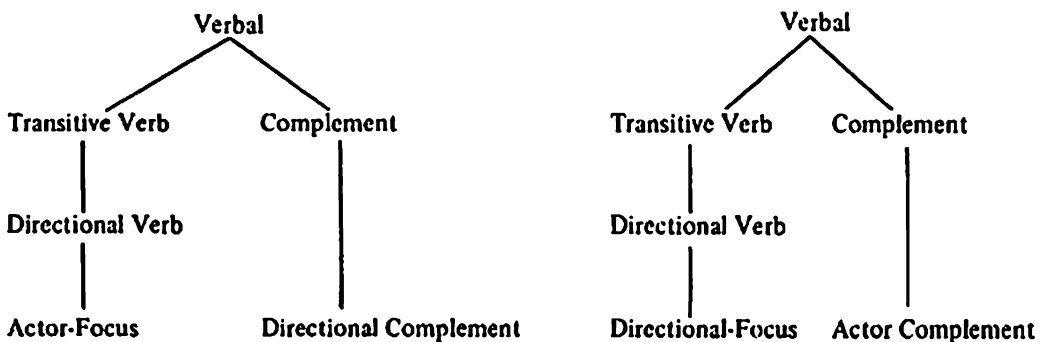 Verbal
Transitive Verb Complement
Directional Verb
Actor-Focus Directional Complement
Verbal
Transitive Verb Complement
Directional Verb
Directional-Focus Actor Complement